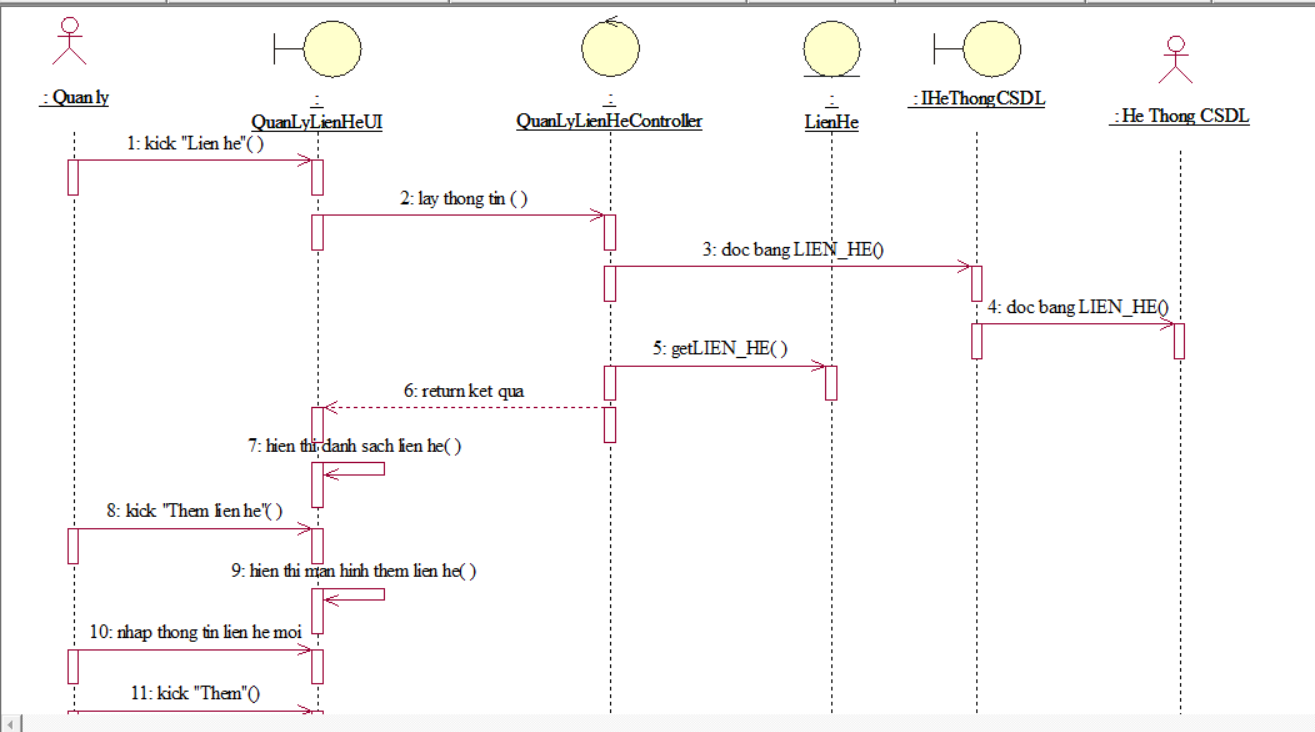 : Quan ly
:
QuanLyLienHeUI
:
QuanLyLienHeController
:
LienHe
: IHeThongCSDL
: He Thong CSDL
1: kick "Lien he"( )
2: lay thong tin ( )
3: doc bang LIEN_HE()
4: doc bang LIEN_HE()
5: getLIEN_HE( )
6: return ket qua
7: hien thi danh sach lien he( )
8: kick "Them lien he"( )
9: hien thi man hinh them lien he( )
10: nhap thong tin lien he moi
11: kick "Them"()